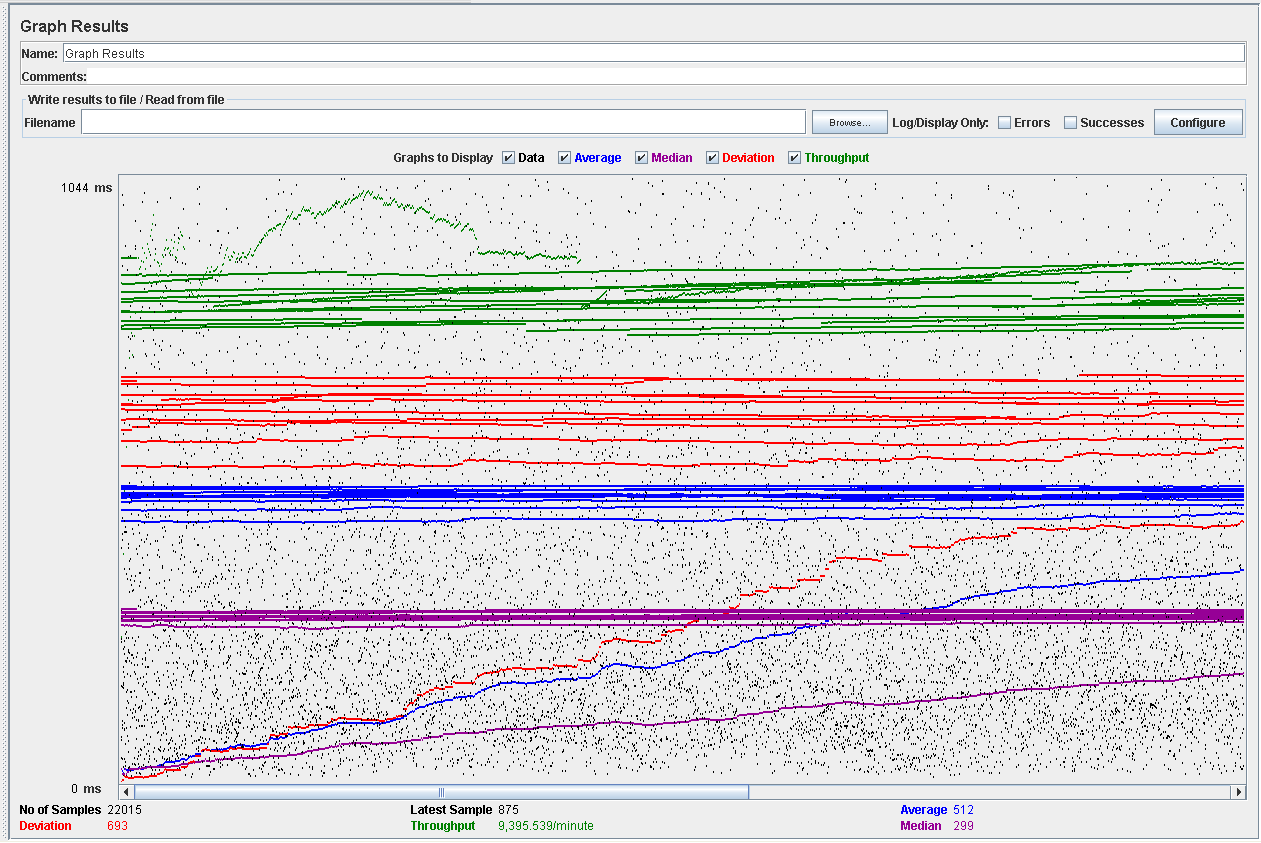 Graph Results
Name: Graph Results
Comments:
Write results to file / Read from file
Filename Browse... Log/Display Only: Errors Successes Configure
Graphs to Display Data Average Median Deviation Throughput
1044 ms
0 ms
No of Samples 22015 Latest Sample 875 Average 512
Deviation 693 Throughput 9,395.539/minute Median 299